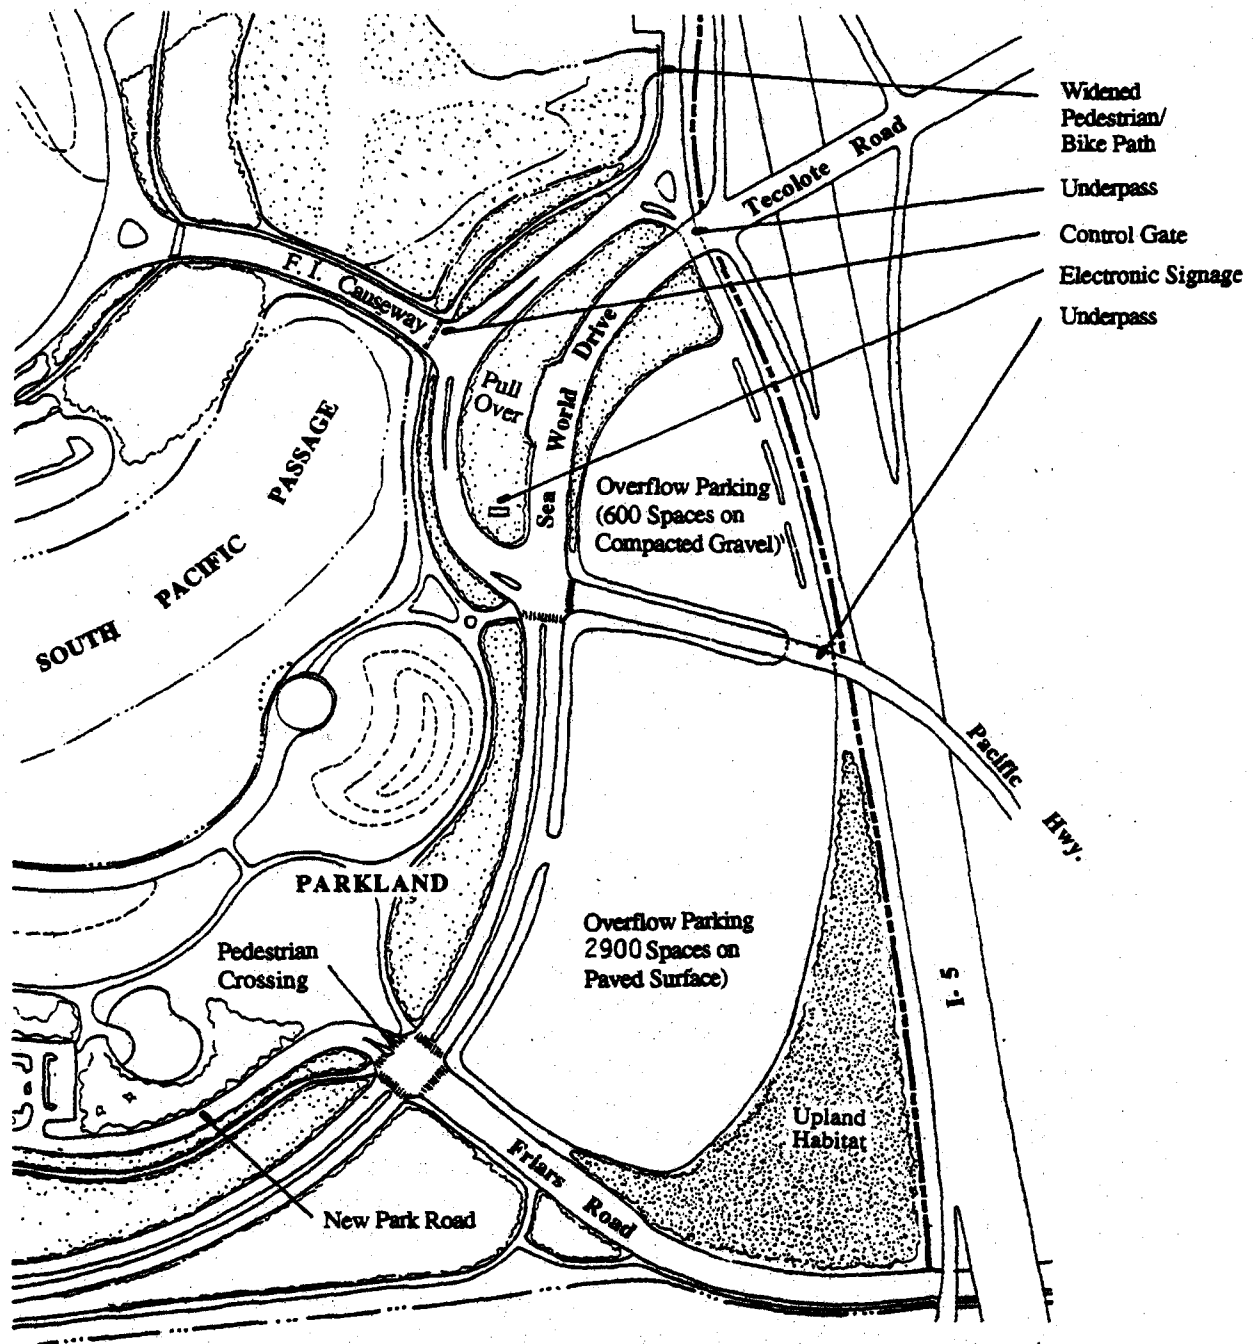 Widened
Pedestrian/
Bike Path
Tecolote Road
Underpass
Control Gate
Electronic Signage
Underpass
F. I. Causeway
Sea World Drive
Pull
Over
SOUTH PACIFIC PASSAGE
Overflow Parking
(600 Spaces on
Compacted Gravel)
Pacific Hwy.
PARKLAND
Pedestrian
Crossing
Overflow Parking
2900 Spaces on
Paved Surface)
I-5
Upland
Habitat
Friars Road
New Park Road